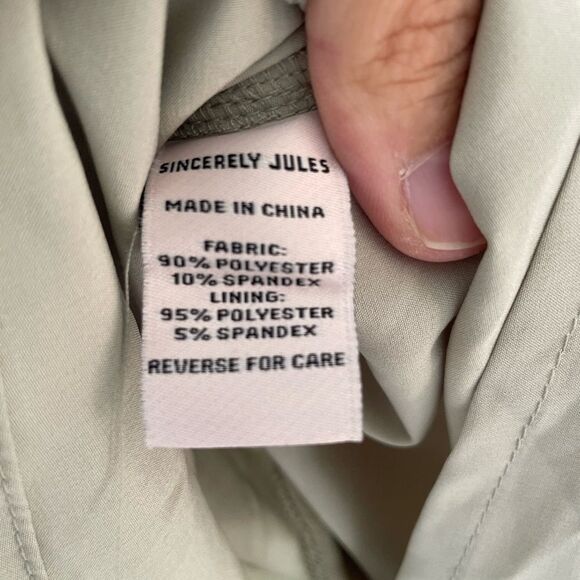 SINCERELY JULES
MADE IN CHINA
FABRIC:
90% POLYESTER
10% SPANDEX
LINING:
95% POLYESTER
5% SPANDEX
REVERSE FOR CARE